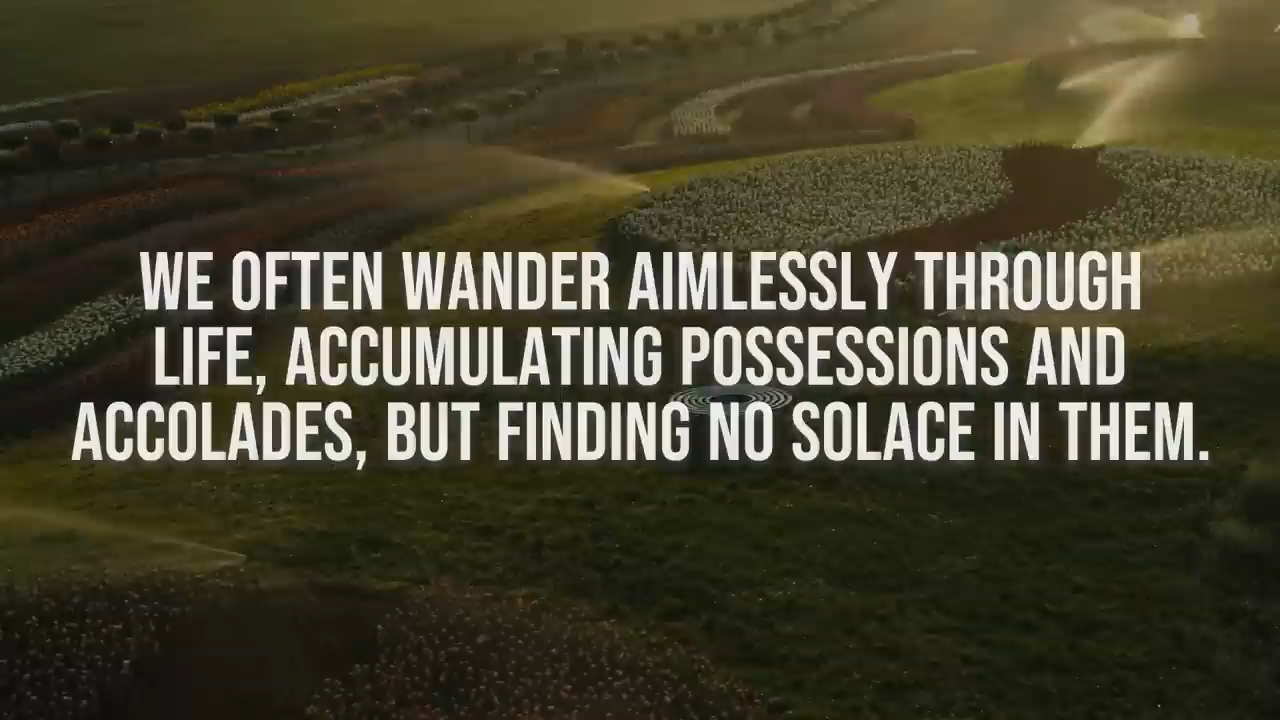 WE OFTEN WANDER AIMLESSLY THROUGH
LIFE, ACCUMULATING POSSESSIONS AND
ACCOLADES, BUT FINDING NO SOLACE IN THEM.